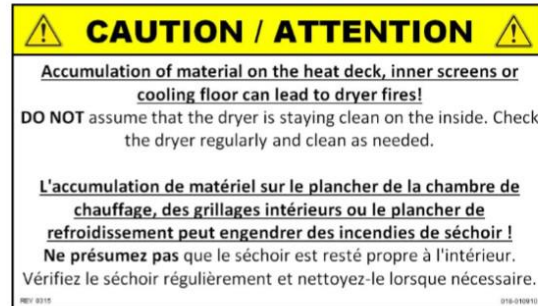 CAUTION / ATTENTION
Accumulation of material on the heat deck, inner screens or
cooling floor can lead to dryer fires!
DO NOT assume that the dryer is staying clean on the inside. Check
the dryer regularly and clean as needed.
L'accumulation de matériel sur le plancher de la chambre de
chauffage, des grillages intérieurs ou le plancher de
refroidissement peut engendrer des incendies de séchoir !
Ne présumez pas que le séchoir est resté propre à l'intérieur.
Vérifiez le séchoir régulièrement et nettoyez-le lorsque nécessaire.
REV 0315